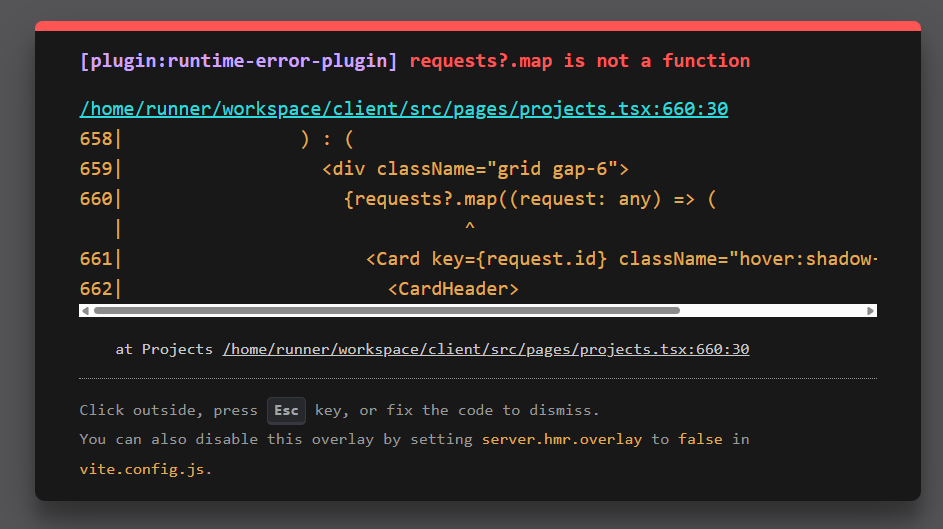 [plugin:runtime-error-plugin] requests?.map is not a function
/home/runner/workspace/client/src/pages/projects.tsx:660:30
658|                ) : (
659|                  <div className="grid gap-6">
660|                    {requests?.map((request: any) => (
   |                               ^
661|                      <Card key={request.id} className="hover:shadow-
662|                        <CardHeader>
at Projects /home/runner/workspace/client/src/pages/projects.tsx:660:30
Click outside, press Esc key, or fix the code to dismiss.
You can also disable this overlay by setting server.hmr.overlay to false in
vite.config.js.